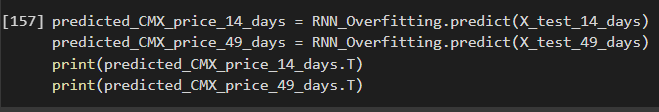 [157] predicted_CMX_price_14_days = RNN_Overfitting.predict(X_test_14_days)
predicted_CMX_price_49_days = RNN_Overfitting.predict(X_test_49_days)
print(predicted_CMX_price_14_days.T)
print(predicted_CMX_price_49_days.T)